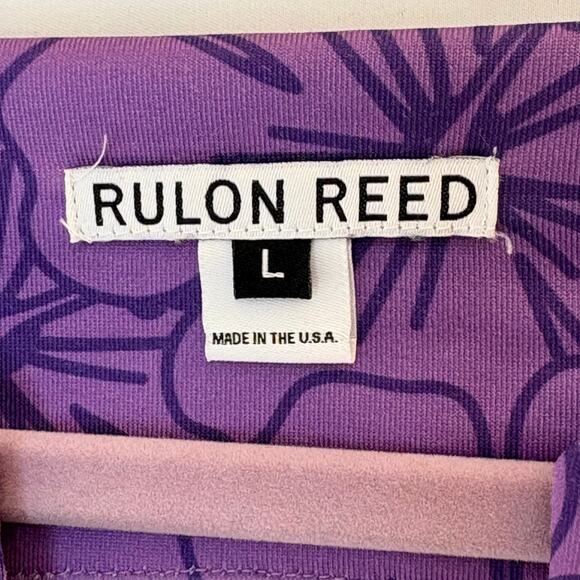 RULON REED
L
MADE IN THE U.S.A.